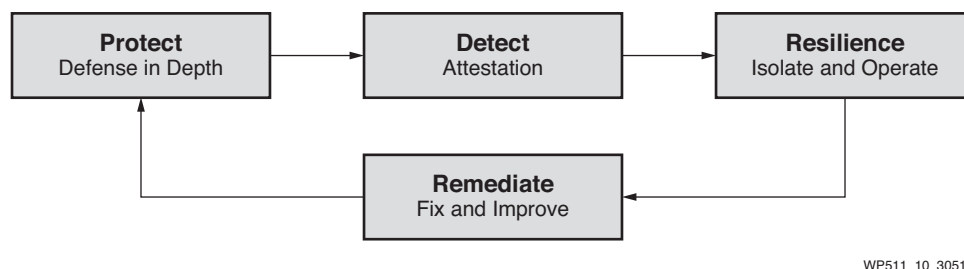 Protect
Defense in Depth
Detect
Attestation
Resilience
Isolate and Operate
Remediate
Fix and Improve
WP511_10_3051